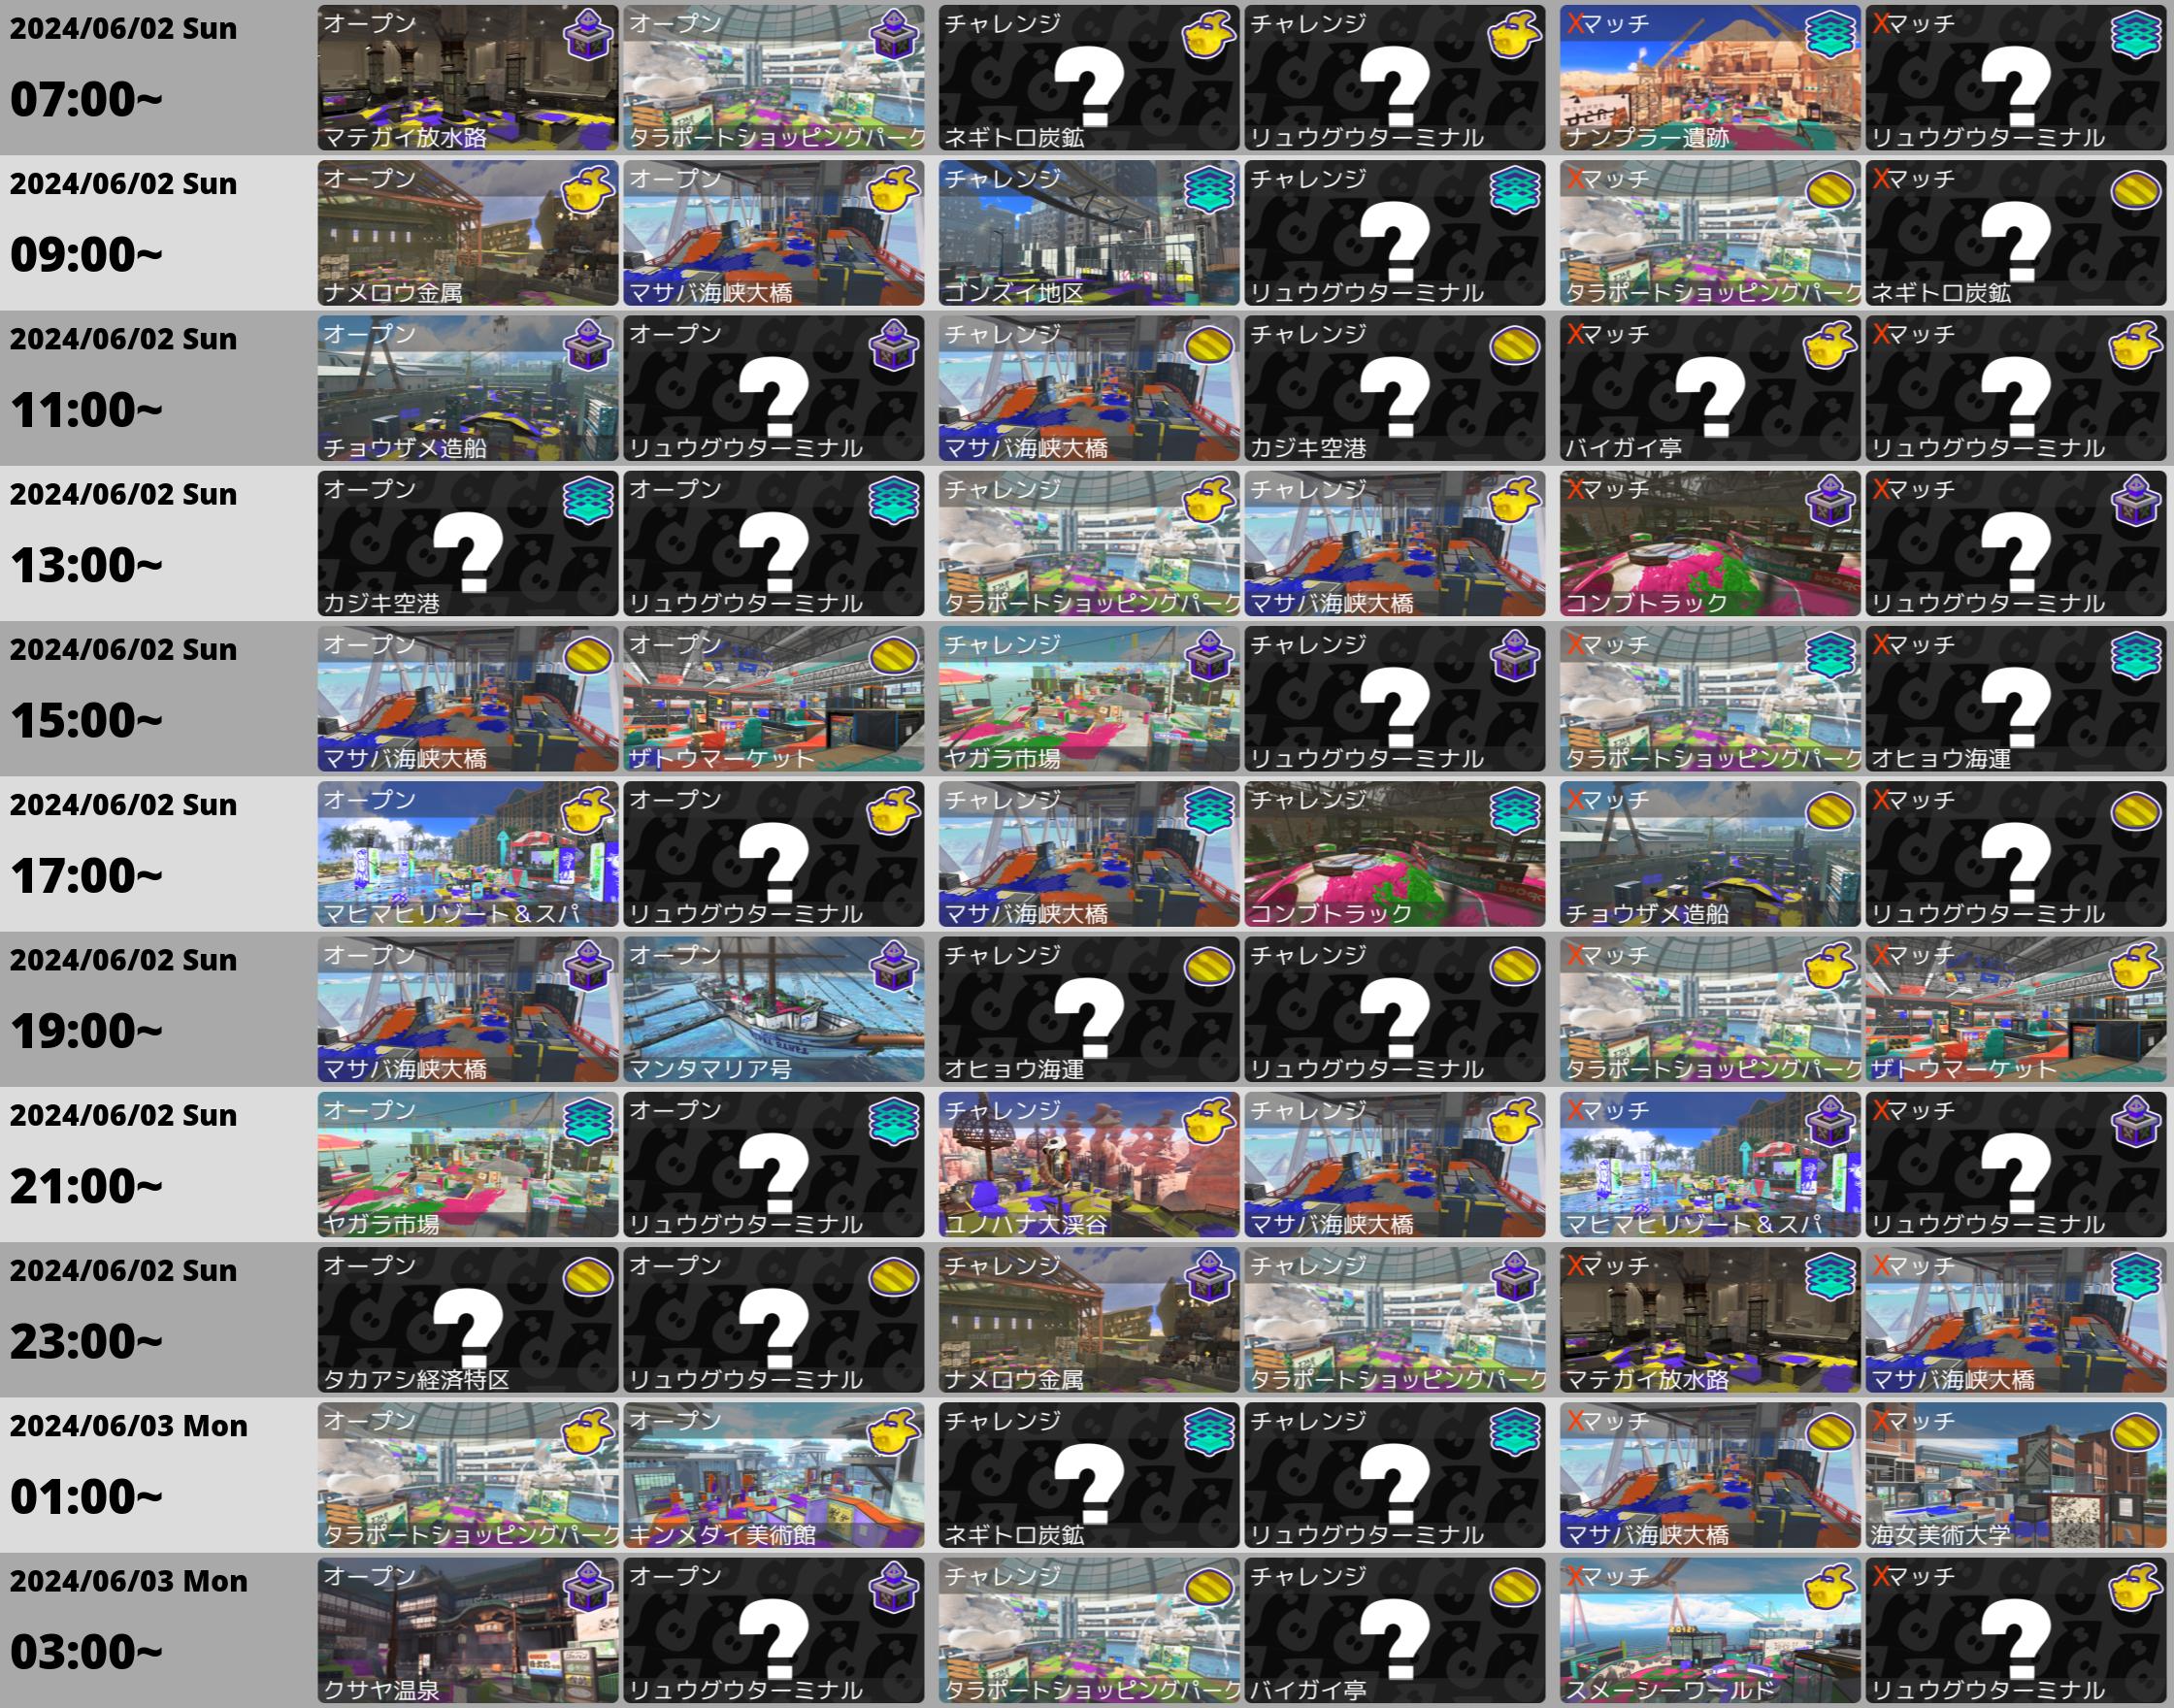 2024/06/02 Sun
07:00~
オープン
マテガイ放水路
オープン
タラポートショッピングパーク
チャレンジ
ネギトロ炭鉱
チャレンジ
リュウグウターミナル
Xマッチ
ナンプラー遺跡
Xマッチ
リュウグウターミナル
2024/06/02 Sun
09:00~
オープン
ナメロウ金属
オープン
マサバ海峡大橋
チャレンジ
ゴンズイ地区
チャレンジ
リュウグウターミナル
Xマッチ
タラポートショッピングパーク
Xマッチ
ネギトロ炭鉱
2024/06/02 Sun
11:00~
オープン
チョウザメ造船
オープン
リュウグウターミナル
チャレンジ
マサバ海峡大橋
チャレンジ
カジキ空港
Xマッチ
バイガイ亭
Xマッチ
リュウグウターミナル
2024/06/02 Sun
13:00~
オープン
カジキ空港
オープン
リュウグウターミナル
チャレンジ
タラポートショッピングパーク
チャレンジ
マサバ海峡大橋
Xマッチ
コンブトラック
Xマッチ
リュウグウターミナル
2024/06/02 Sun
15:00~
オープン
マサバ海峡大橋
オープン
ザトウマーケット
チャレンジ
ヤガラ市場
チャレンジ
リュウグウターミナル
Xマッチ
タラポートショッピングパーク
Xマッチ
オヒョウ海運
2024/06/02 Sun
17:00~
オープン
マヒマヒリゾート＆スパ
オープン
リュウグウターミナル
チャレンジ
マサバ海峡大橋
チャレンジ
コンブトラック
Xマッチ
チョウザメ造船
Xマッチ
リュウグウターミナル
2024/06/02 Sun
19:00~
オープン
マサバ海峡大橋
オープン
マンタマリア号
チャレンジ
オヒョウ海運
チャレンジ
リュウグウターミナル
Xマッチ
タラポートショッピングパーク
Xマッチ
ザトウマーケット
2024/06/02 Sun
21:00~
オープン
ヤガラ市場
オープン
リュウグウターミナル
チャレンジ
ユノハナ大渓谷
チャレンジ
マサバ海峡大橋
Xマッチ
マヒマヒリゾート＆スパ
Xマッチ
リュウグウターミナル
2024/06/02 Sun
23:00~
オープン
タカアシ経済特区
オープン
リュウグウターミナル
チャレンジ
ナメロウ金属
チャレンジ
タラポートショッピングパーク
Xマッチ
マテガイ放水路
Xマッチ
マサバ海峡大橋
2024/06/03 Mon
01:00~
オープン
タラポートショッピングパーク
オープン
キンメダイ美術館
チャレンジ
ネギトロ炭鉱
チャレンジ
リュウグウターミナル
Xマッチ
マサバ海峡大橋
Xマッチ
海女美術大学
2024/06/03 Mon
03:00~
オープン
クサヤ温泉
オープン
リュウグウターミナル
チャレンジ
タラポートショッピングパーク
チャレンジ
バイガイ亭
Xマッチ
スメーシーワールド
Xマッチ
リュウグウターミナル